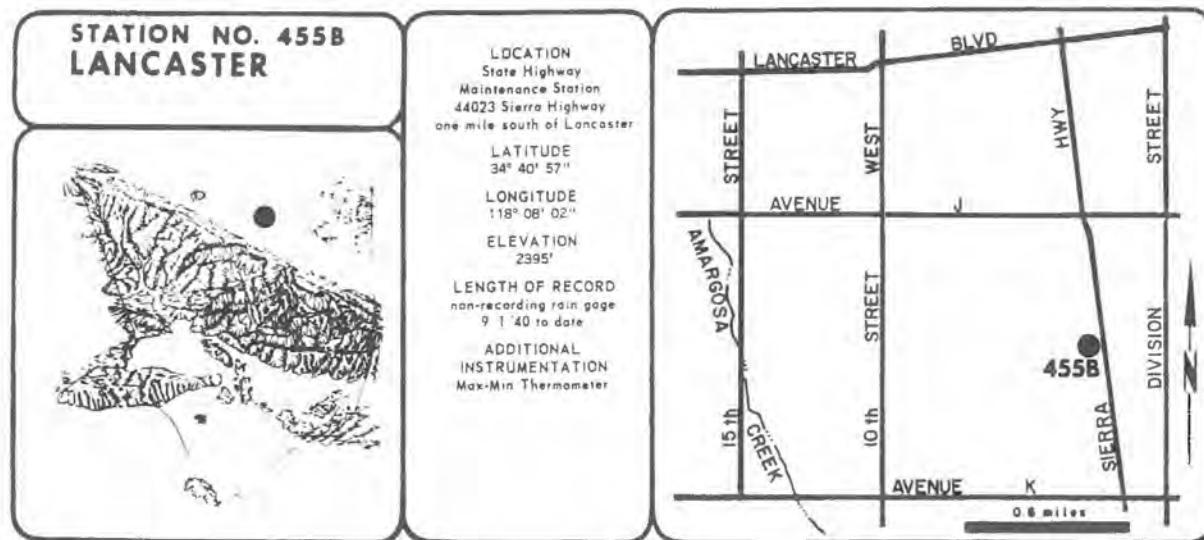 STATION NO. 455B
LANCASTER
LOCATION
State Highway
Maintenance Station
44023 Sierra Highway
one mile south of Lancaster
LATITUDE
34° 40' 57"
LONGITUDE
118° 08' 02"
ELEVATION
2395'
LENGTH OF RECORD
non-recording rain gage
9 1 '40 to date
ADDITIONAL
INSTRUMENTATION
Max-Min Thermometer
LANCASTER BLVD
STREET
WEST
HWY
STREET
AVENUE J
AMARGOSA
STREET
DIVISION
455B
N
15th
CREEK
10th
SIERRA
AVENUE K
0.6 miles